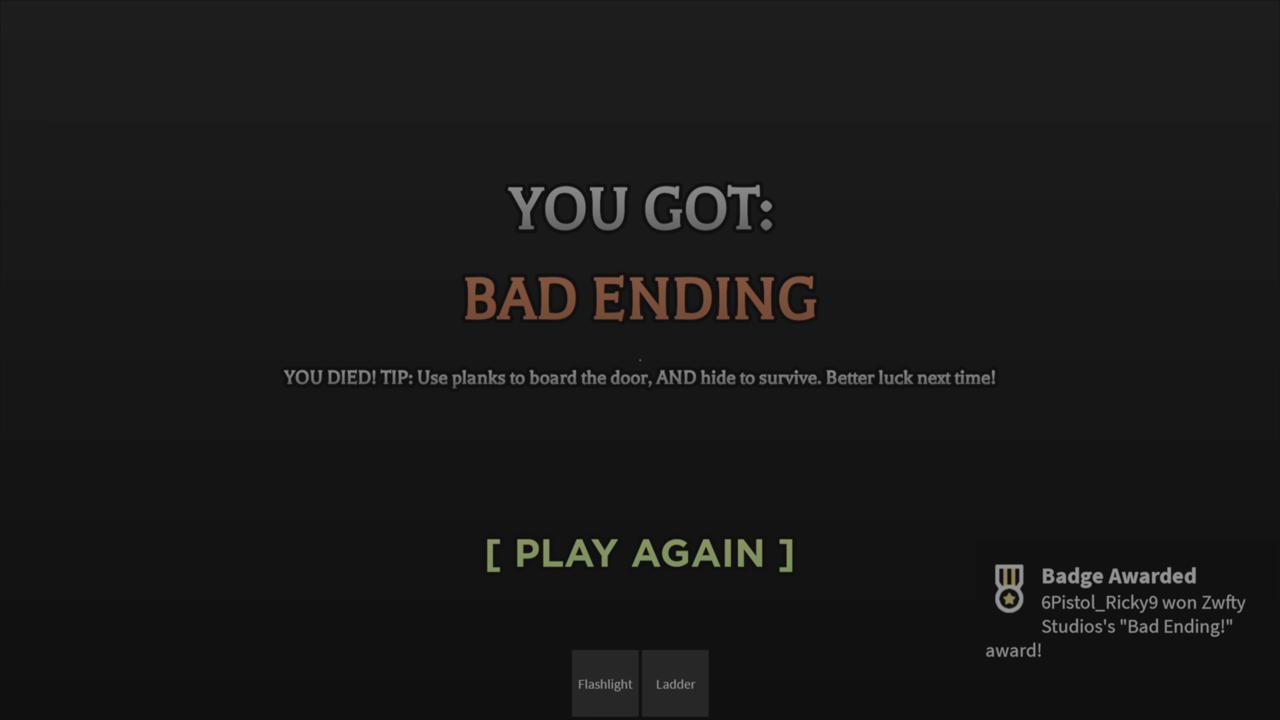 YOU GOT:
BAD ENDING
YOU DIED! TIP: Use planks to board the door, AND hide to survive. Better luck next time!
[ PLAY AGAIN ]
Badge Awarded
6Pistol_Ricky9 won Zwfty
Studios's "Bad Ending!"
award!
Flashlight
Ladder